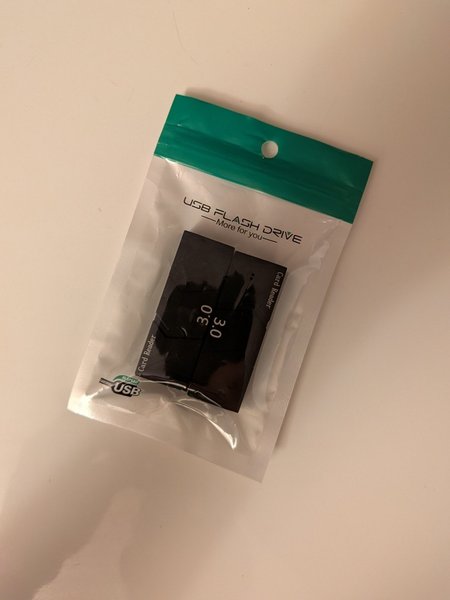 USB FLASH DRIVE
More for you
Card Reader
3.0
3.0
Card Reader
USB